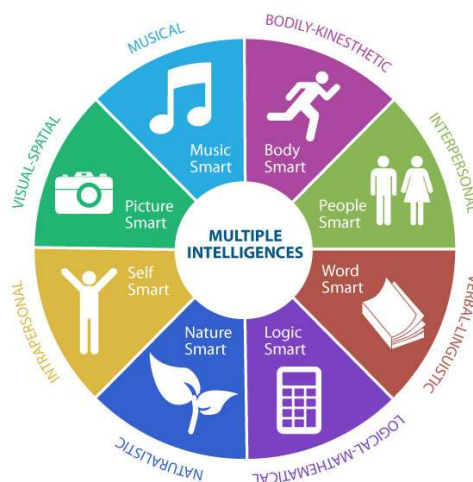 MUSICAL
BODILY-KINESTHETIC
VISUAL-SPATIAL
INTERPERSONAL
Music
Smart
Body
Smart
Picture
Smart
People
Smart
MULTIPLE
INTELLIGENCES
Self
Smart
Word
Smart
Nature
Smart
Logic
Smart
INTRAPERSONAL
VERBAL-LINGUISTIC
NATURALISTIC
LOGICAL-MATHEMATICAL